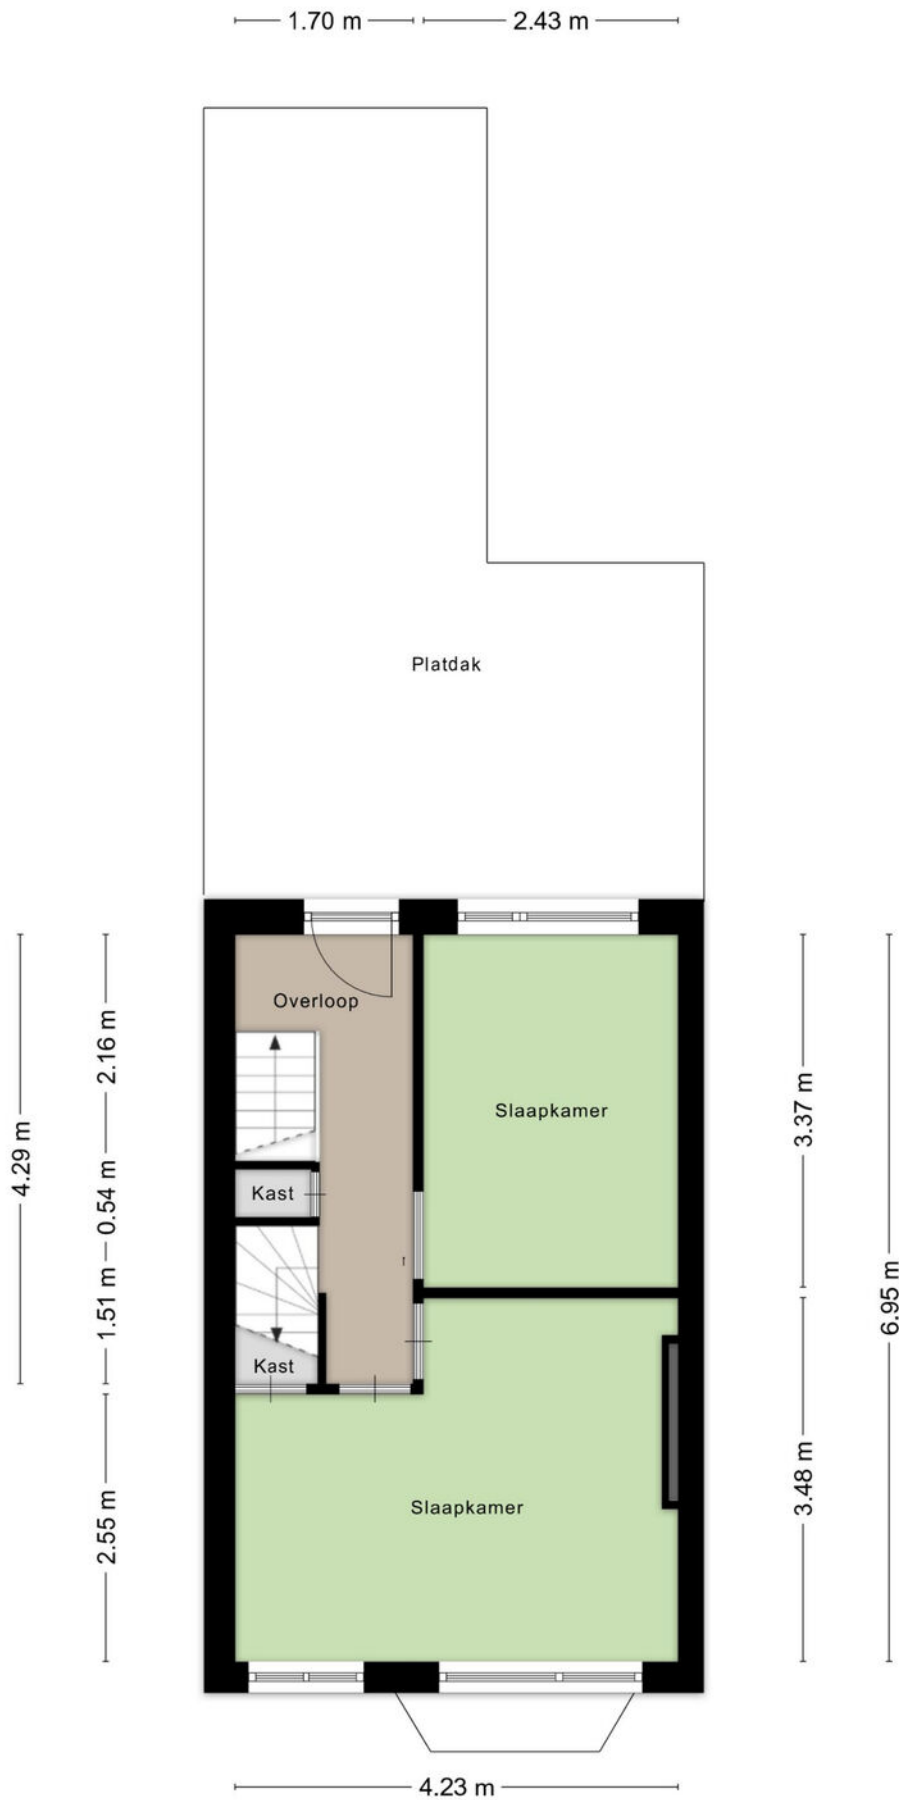 1.70 m
2.43 m
Platdak
Overloop
2.16 m
3.37 m
Slaapkamer
4.29 m
0.54 m
Kast
1.51 m
6.95 m
Kast
3.48 m
Slaapkamer
2.55 m
4.23 m